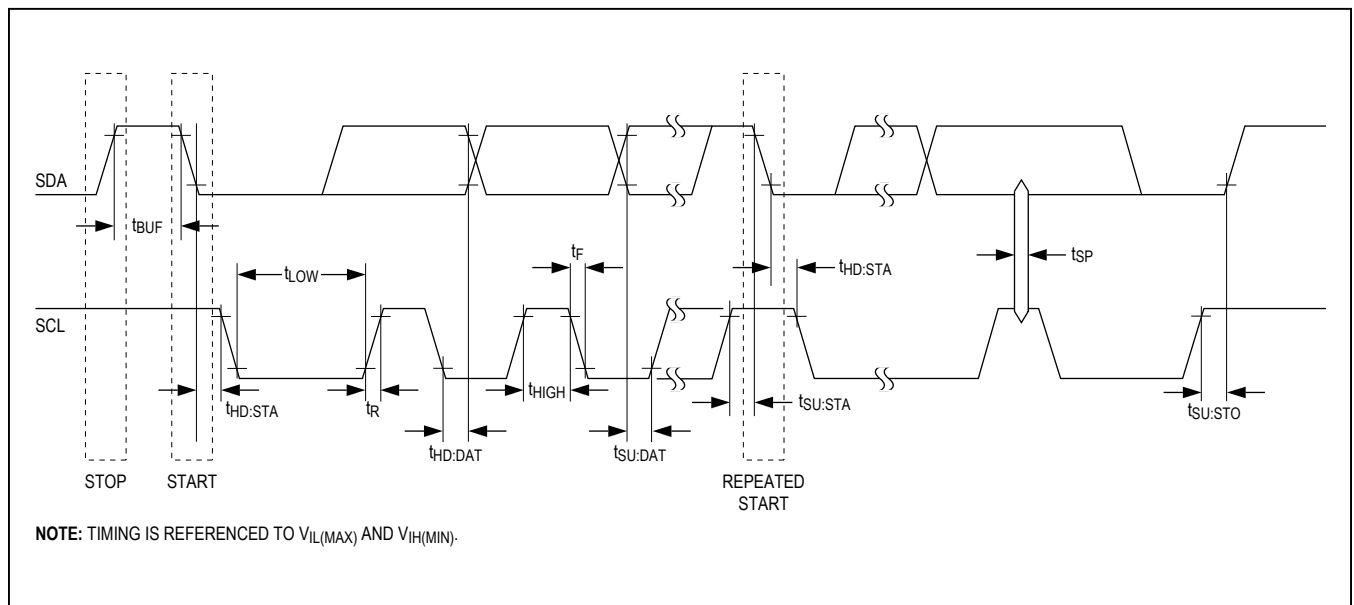 SDA
tBUF
tF
tSP
tLOW
tHD:STA
SCL
tHD:STA
tR
tHIGH
tSU:STA
tSU:STO
tHD:DAT
tSU:DAT
STOP
START
REPEATED
START
NOTE: TIMING IS REFERENCED TO VIL(MAX) AND VIH(MIN).